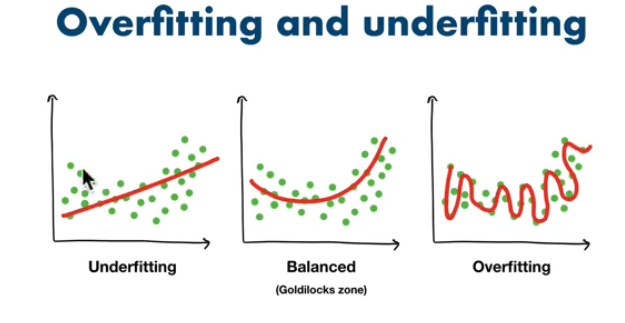 Overfitting and underfitting
Underfitting
Balanced
(Goldilocks zone)
Overfitting